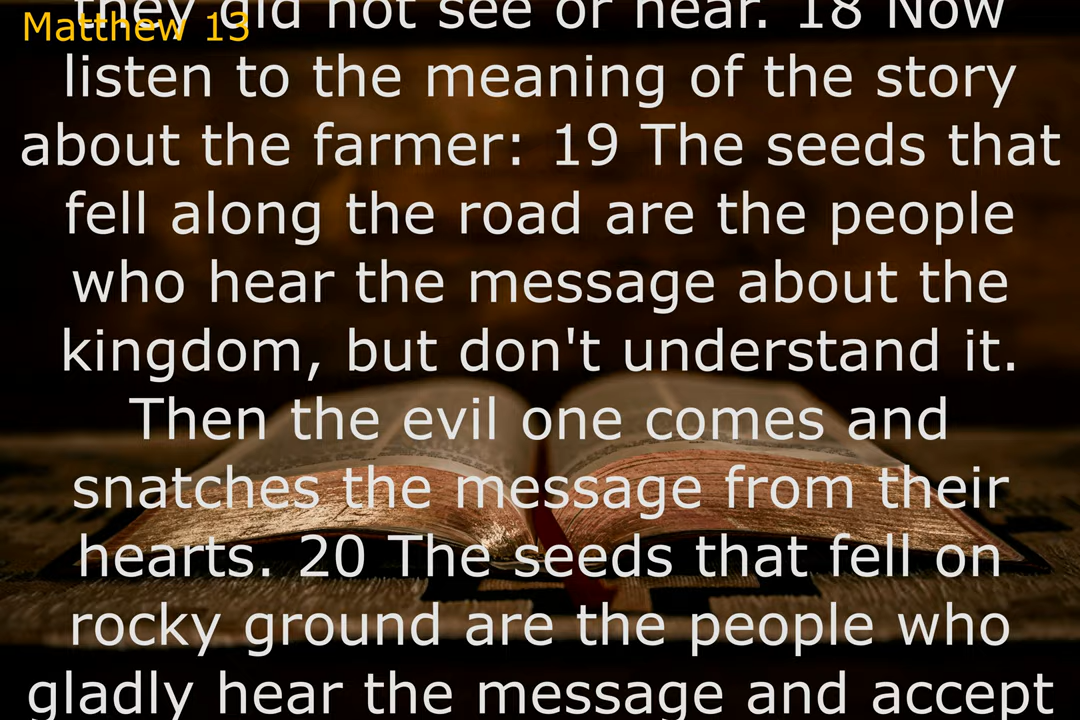 they did not see or hear. 18 Now
Matthew 13
listen to the meaning of the story
about the farmer: 19 The seeds that
fell along the road are the people
who hear the message about the
kingdom, but don't understand it.
Then the evil one comes and
snatches the message from their
hearts. 20 The seeds that fell on
rocky ground are the people who
gladly hear the message and accept